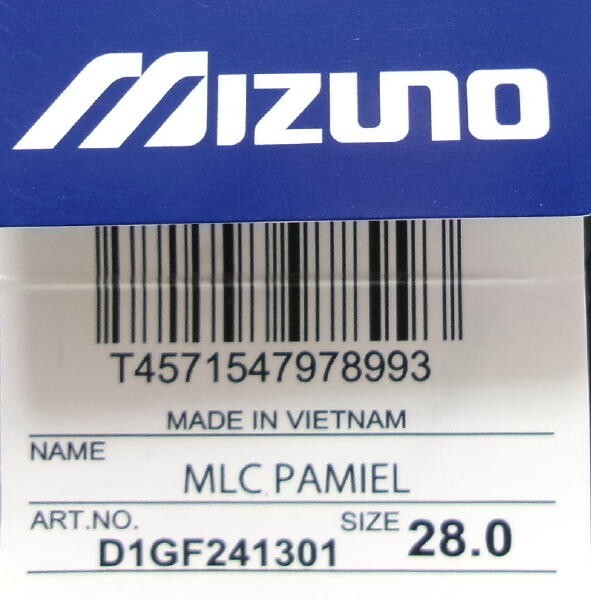 MIZUNO
T4571547978993
MADE IN VIETNAM
NAME
MLC PAMIEL
ART.NO. SIZE 28.0
D1GF241301